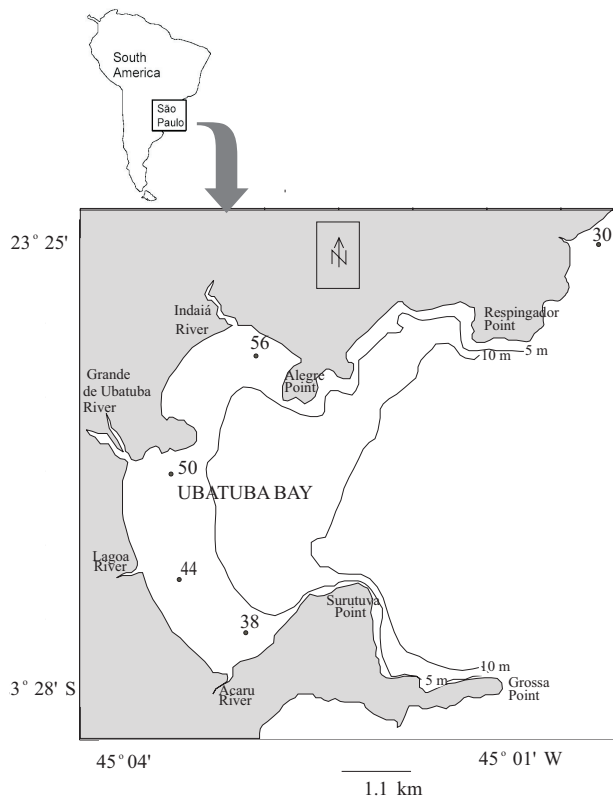 South
America
São
Paulo
23° 25'
N
30
Indaiá
River
Respingador
Point
56
5 m
10 m
Grande
de Ubatuba
River
Alegre
Point
50
UBATUBA BAY
Lagoa
River
44
Surutuva
Point
38
10 m
5 m
3° 28' S
Açaru
River
Grossa
Point
45° 04'
45° 01' W
1.1 km